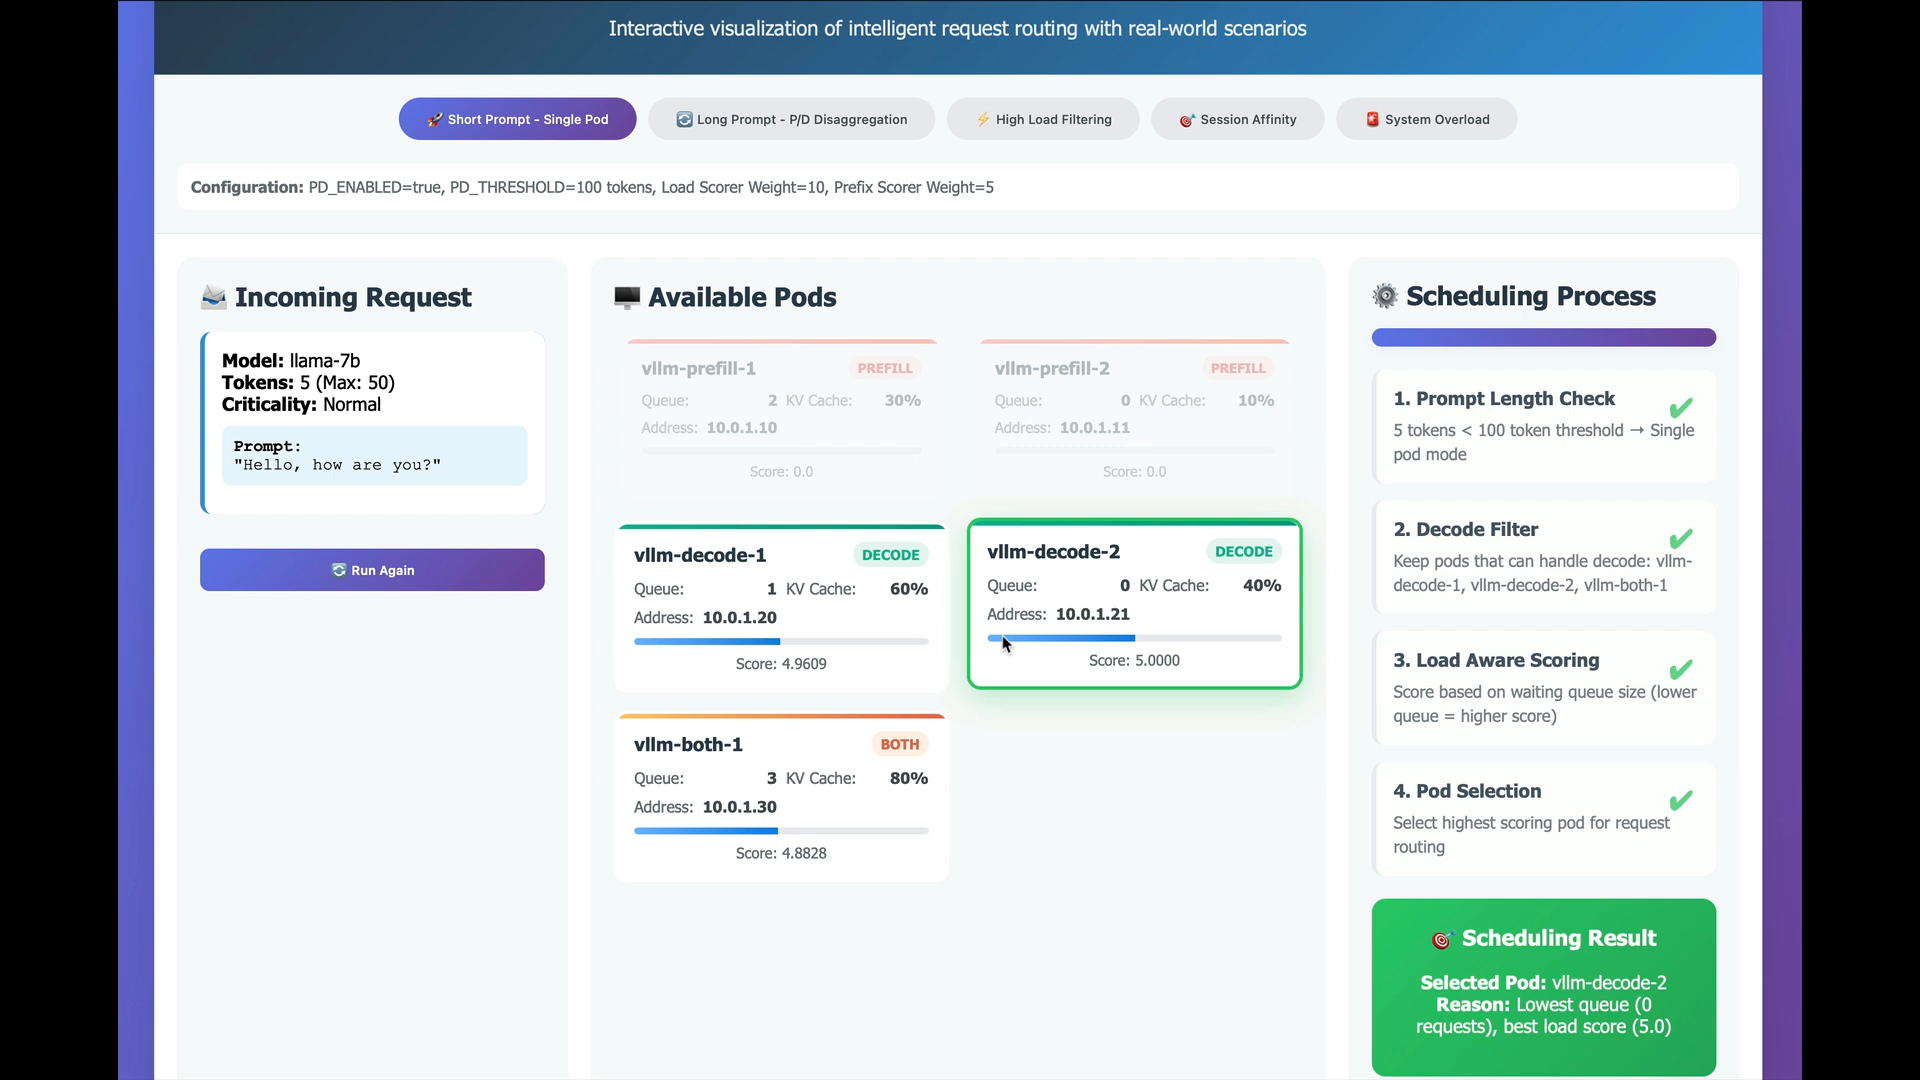 Interactive visualization of intelligent request routing with real-world scenarios
🚀 Short Prompt - Single Pod
🔄 Long Prompt - P/D Disaggregation
⚡ High Load Filtering
🎯 Session Affinity
🚨 System Overload
Configuration: PD_ENABLED=true, PD_THRESHOLD=100 tokens, Load Scorer Weight=10, Prefix Scorer Weight=5
📨 Incoming Request
Model: llama-7b
Tokens: 5 (Max: 50)
Criticality: Normal
Prompt:
"Hello, how are you?"
🔄 Run Again
🖥️ Available Pods
vllm-prefill-1 PREFILL
Queue: 2 KV Cache: 30%
Address: 10.0.1.10
Score: 0.0
vllm-prefill-2 PREFILL
Queue: 0 KV Cache: 10%
Address: 10.0.1.11
Score: 0.0
vllm-decode-1 DECODE
Queue: 1 KV Cache: 60%
Address: 10.0.1.20
Score: 4.9609
vllm-decode-2 DECODE
Queue: 0 KV Cache: 40%
Address: 10.0.1.21
Score: 5.0000
vllm-both-1 BOTH
Queue: 3 KV Cache: 80%
Address: 10.0.1.30
Score: 4.8828
⚙️ Scheduling Process
1. Prompt Length Check ✔
5 tokens < 100 token threshold → Single
pod mode
2. Decode Filter ✔
Keep pods that can handle decode: vllm-
decode-1, vllm-decode-2, vllm-both-1
3. Load Aware Scoring ✔
Score based on waiting queue size (lower
queue = higher score)
4. Pod Selection ✔
Select highest scoring pod for request
routing
🎯 Scheduling Result
Selected Pod: vllm-decode-2
Reason: Lowest queue (0
requests), best load score (5.0)